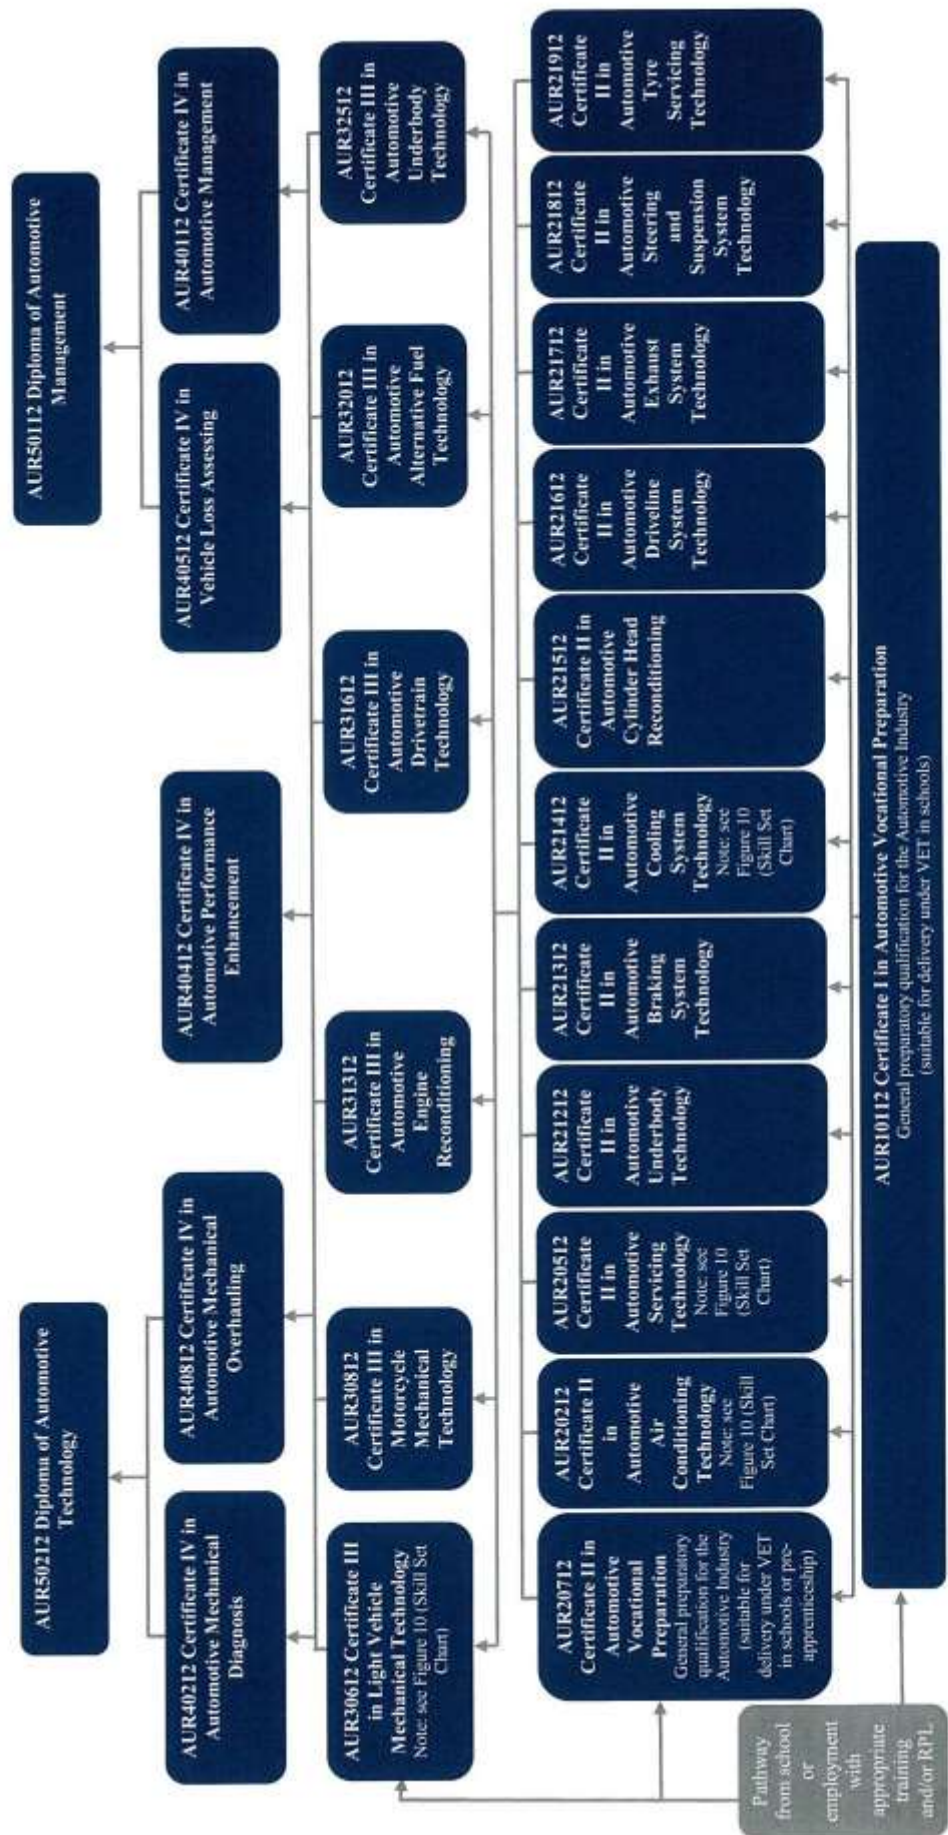 AUR50212 Diploma of Automotive
Technology
AUR50112 Diploma of Automotive
Management
AUR40212 Certificate IV in
Automotive Mechanical
Diagnosis
AUR40812 Certificate IV in
Automotive Mechanical
Overhauling
AUR40412 Certificate IV in
Automotive Performance
Enhancement
AUR40512 Certificate IV in
Vehicle Loss Assessing
AUR40112 Certificate IV in
Automotive Management
AUR30612 Certificate III
in Light Vehicle
Mechanical Technology
Note: see Figure 10 (Skill Set
Chart)
AUR30812
Certificate III in
Motorcycle
Mechanical
Technology
AUR31312
Certificate III in
Automotive
Engine
Reconditioning
AUR31612
Certificate III in
Automotive
Drivetrain
Technology
AUR32012
Certificate III in
Automotive
Alternative Fuel
Technology
AUR32512
Certificate III in
Automotive
Underbody
Technology
AUR20712
Certificate II in
Automotive
Vocational
Preparation
General preparatory
qualification for the
Automotive Industry
(suitable for
delivery under VET
in schools or pre-
apprenticeship)
AUR20212
Certificate II
in
Automotive
Air
Conditioning
Technology
Note: see
Figure 10 (Skill
Set Chart)
AUR20512
Certificate
II in
Automotive
Servicing
Technology
Note: see
Figure 10
(Skill Set
Chart)
AUR21212
Certificate
II in
Automotive
Underbody
Technology
AUR21312
Certificate
II in
Automotive
Braking
System
Technology
AUR21412
Certificate
II in
Automotive
Cooling
System
Technology
Note: see
Figure 10
(Skill Set
Chart)
AUR21512
Certificate II in
Automotive
Cylinder Head
Reconditioning
AUR21612
Certificate
II in
Automotive
Driveline
System
Technology
AUR21712
Certificate
II in
Automotive
Exhaust
System
Technology
AUR21812
Certificate
II in
Automotive
Steering
and
Suspension
System
Technology
AUR21912
Certificate
II in
Automotive
Tyre
Servicing
Technology
Pathway
from school
or
employment
with
appropriate
training
and/or RPL
AUR10112 Certificate I in Automotive Vocational Preparation
General preparatory qualification for the Automotive Industry
(suitable for delivery under VET in schools)